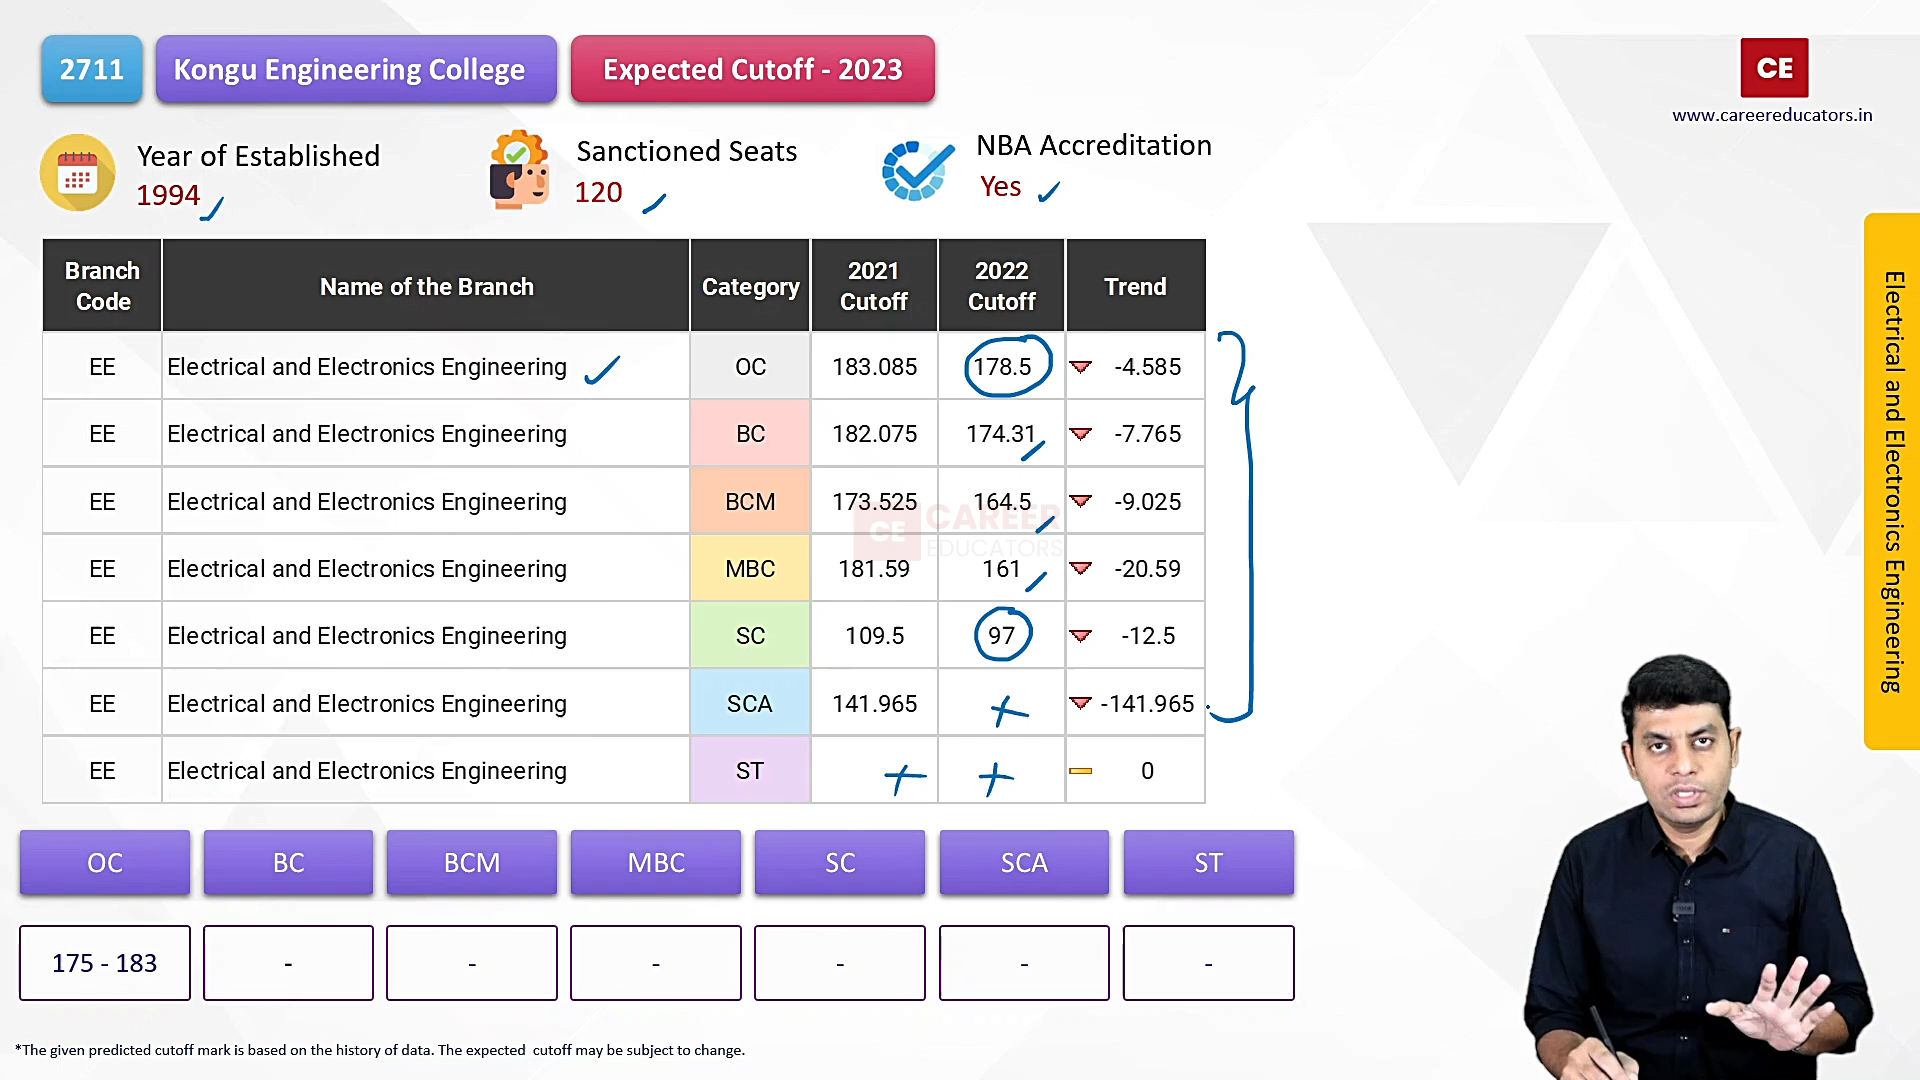 2711
Kongu Engineering College
Expected Cutoff - 2023
CE
www.careereducators.in
Year of Established
1994
Sanctioned Seats
120
NBA Accreditation
Yes
Branch Code Name of the Branch Category 2021 Cutoff 2022 Cutoff Trend
EE Electrical and Electronics Engineering OC 183.085 178.5 -4.585
EE Electrical and Electronics Engineering BC 182.075 174.31 -7.765
EE Electrical and Electronics Engineering BCM 173.525 164.5 -9.025
EE Electrical and Electronics Engineering MBC 181.59 161 -20.59
EE Electrical and Electronics Engineering SC 109.5 97 -12.5
EE Electrical and Electronics Engineering SCA 141.965 -141.965
EE Electrical and Electronics Engineering ST 0
CE CAREER
EDUCATORS
OC BC BCM MBC SC SCA ST
175 - 183 - - - - - -
*The given predicted cutoff mark is based on the history of data. The expected cutoff may be subject to change.
Electrical and Electronics Engineering